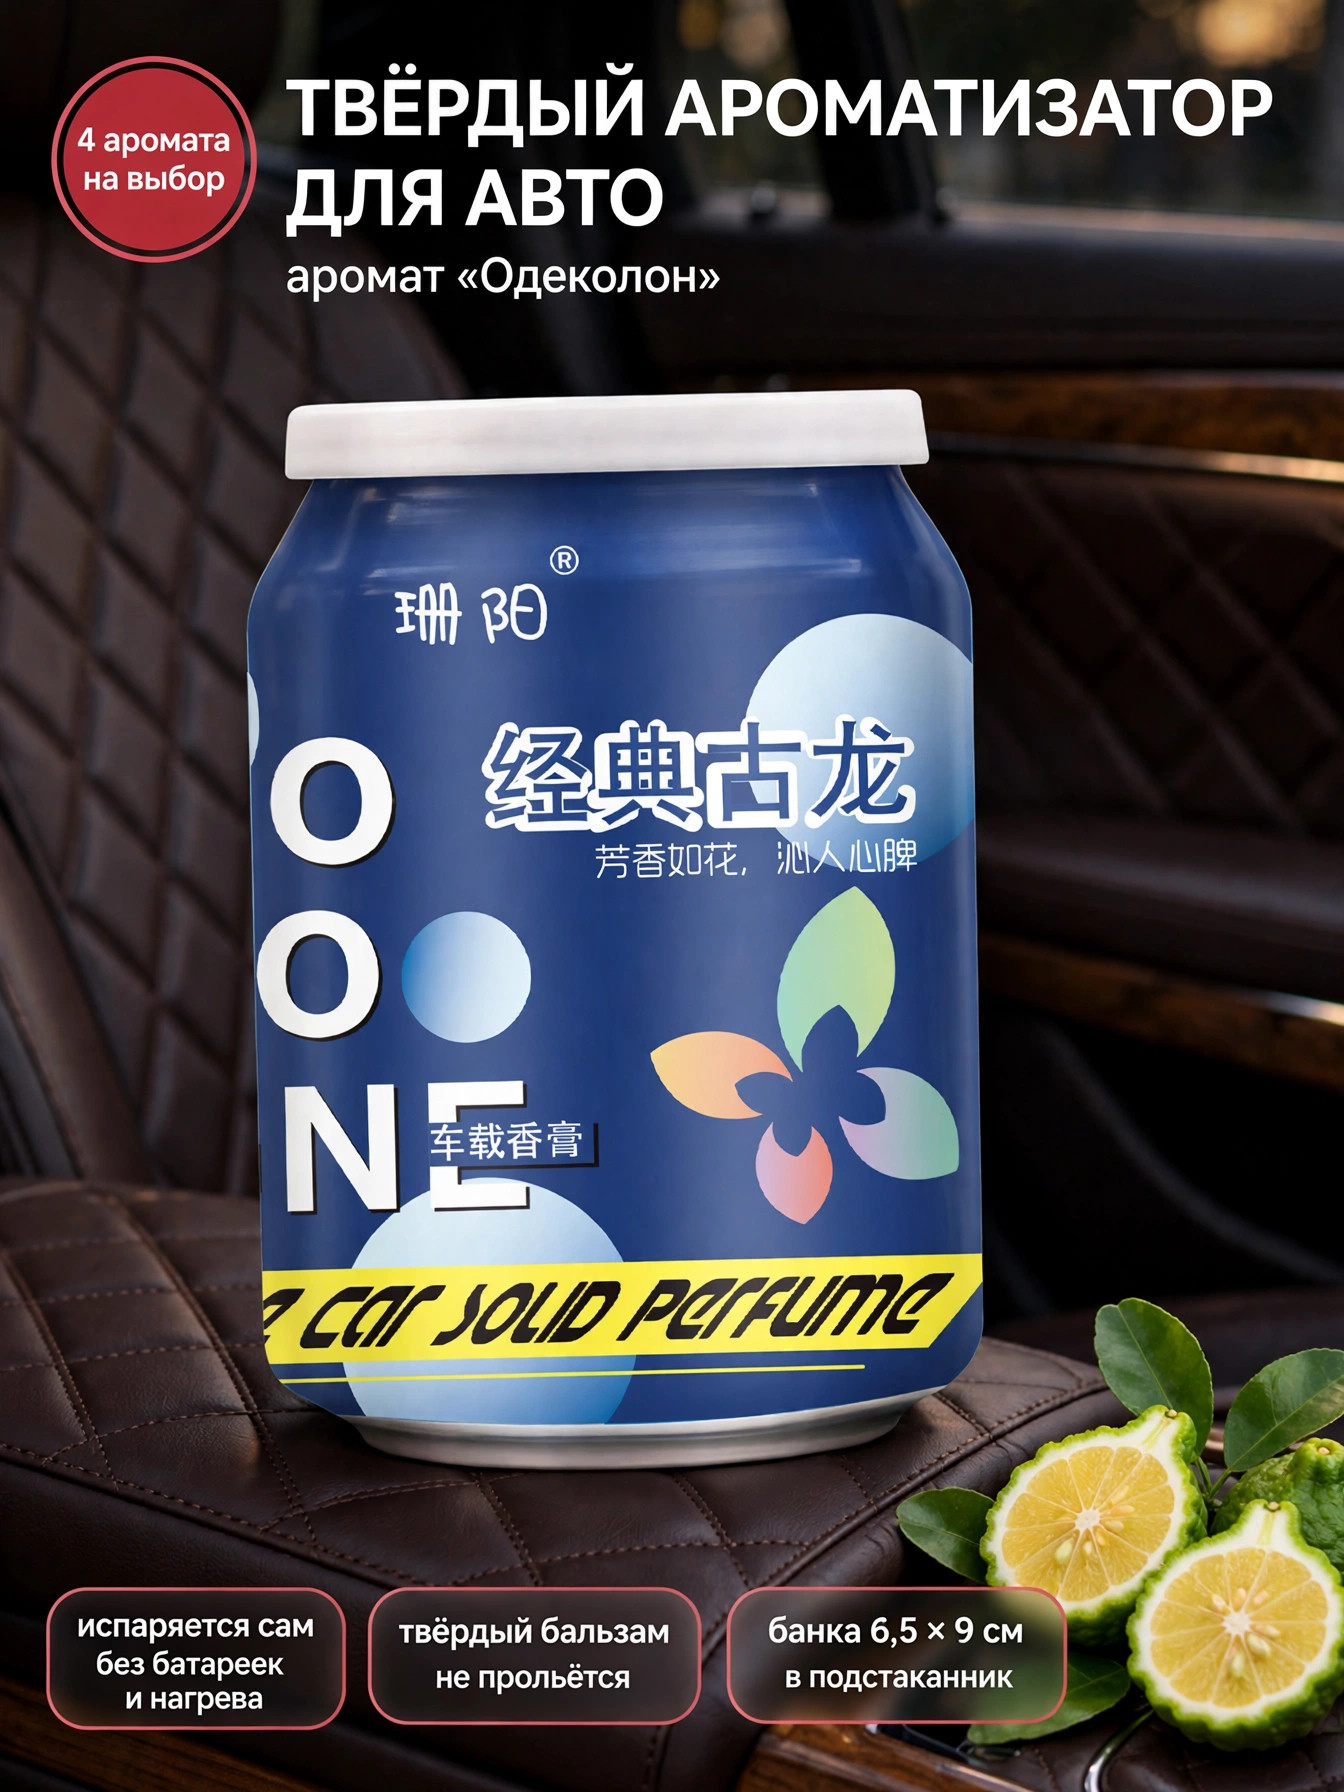 4 аромата
на выбор
ТВЁРДЫЙ АРОМАТИЗАТОР
ДЛЯ АВТО
аромат «Одеколон»
珊阳®
经典古龙
芳香如花, 沁人心脾
O
O
NE
车载香膏
CAR SOLID PERFUME
испаряется сам
без батареек
и нагрева
твёрдый бальзам
не прольётся
банка 6,5 × 9 см
в подстаканник